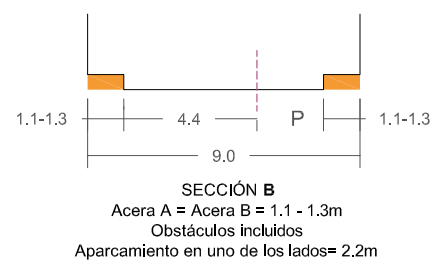 1.1-1.3 4.4 P 1.1-1.3
9.0
SECCIÓN B
Acera A = Acera B = 1.1 - 1.3m
Obstáculos incluidos
Aparcamiento en uno de los lados= 2.2m